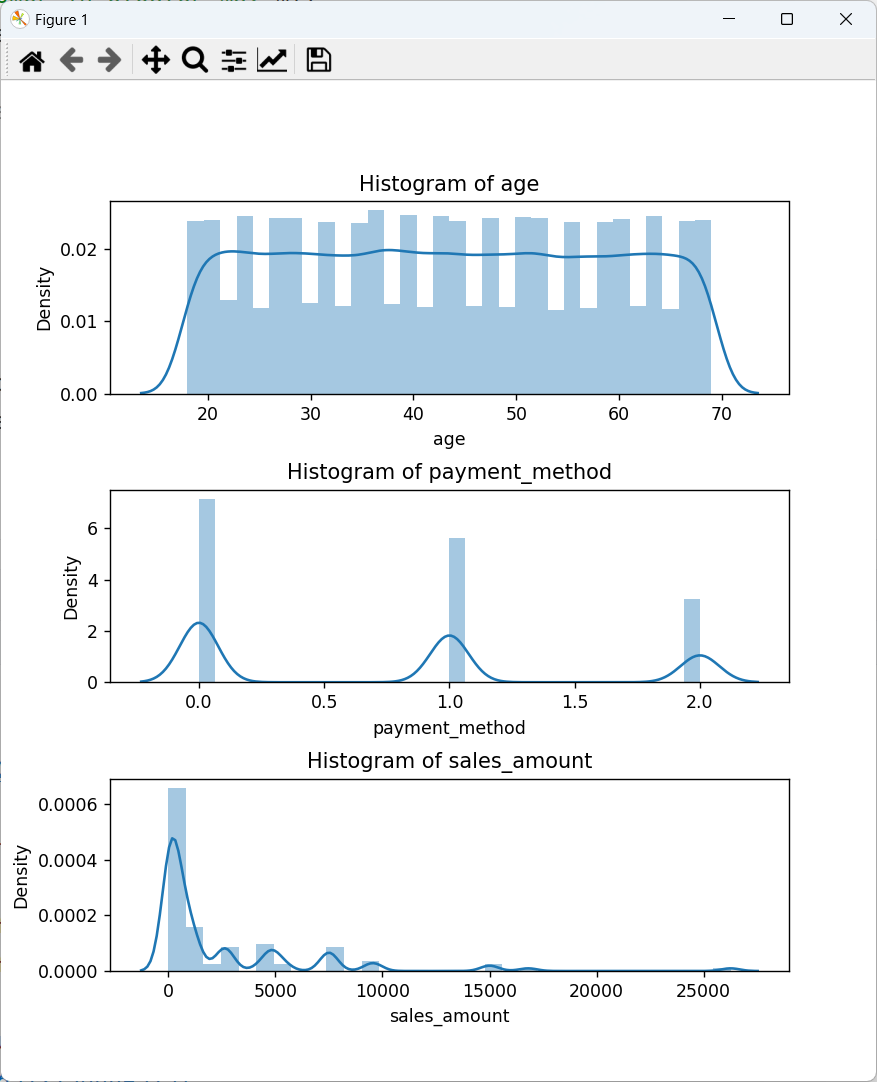 Figure 1
Histogram of age
Density
0.02
0.01
0.00
20 30 40 50 60 70
age
Histogram of payment_method
Density
6
4
2
0
0.0 0.5 1.0 1.5 2.0
payment_method
Histogram of sales_amount
Density
0.0006
0.0004
0.0002
0.0000
0 5000 10000 15000 20000 25000
sales_amount